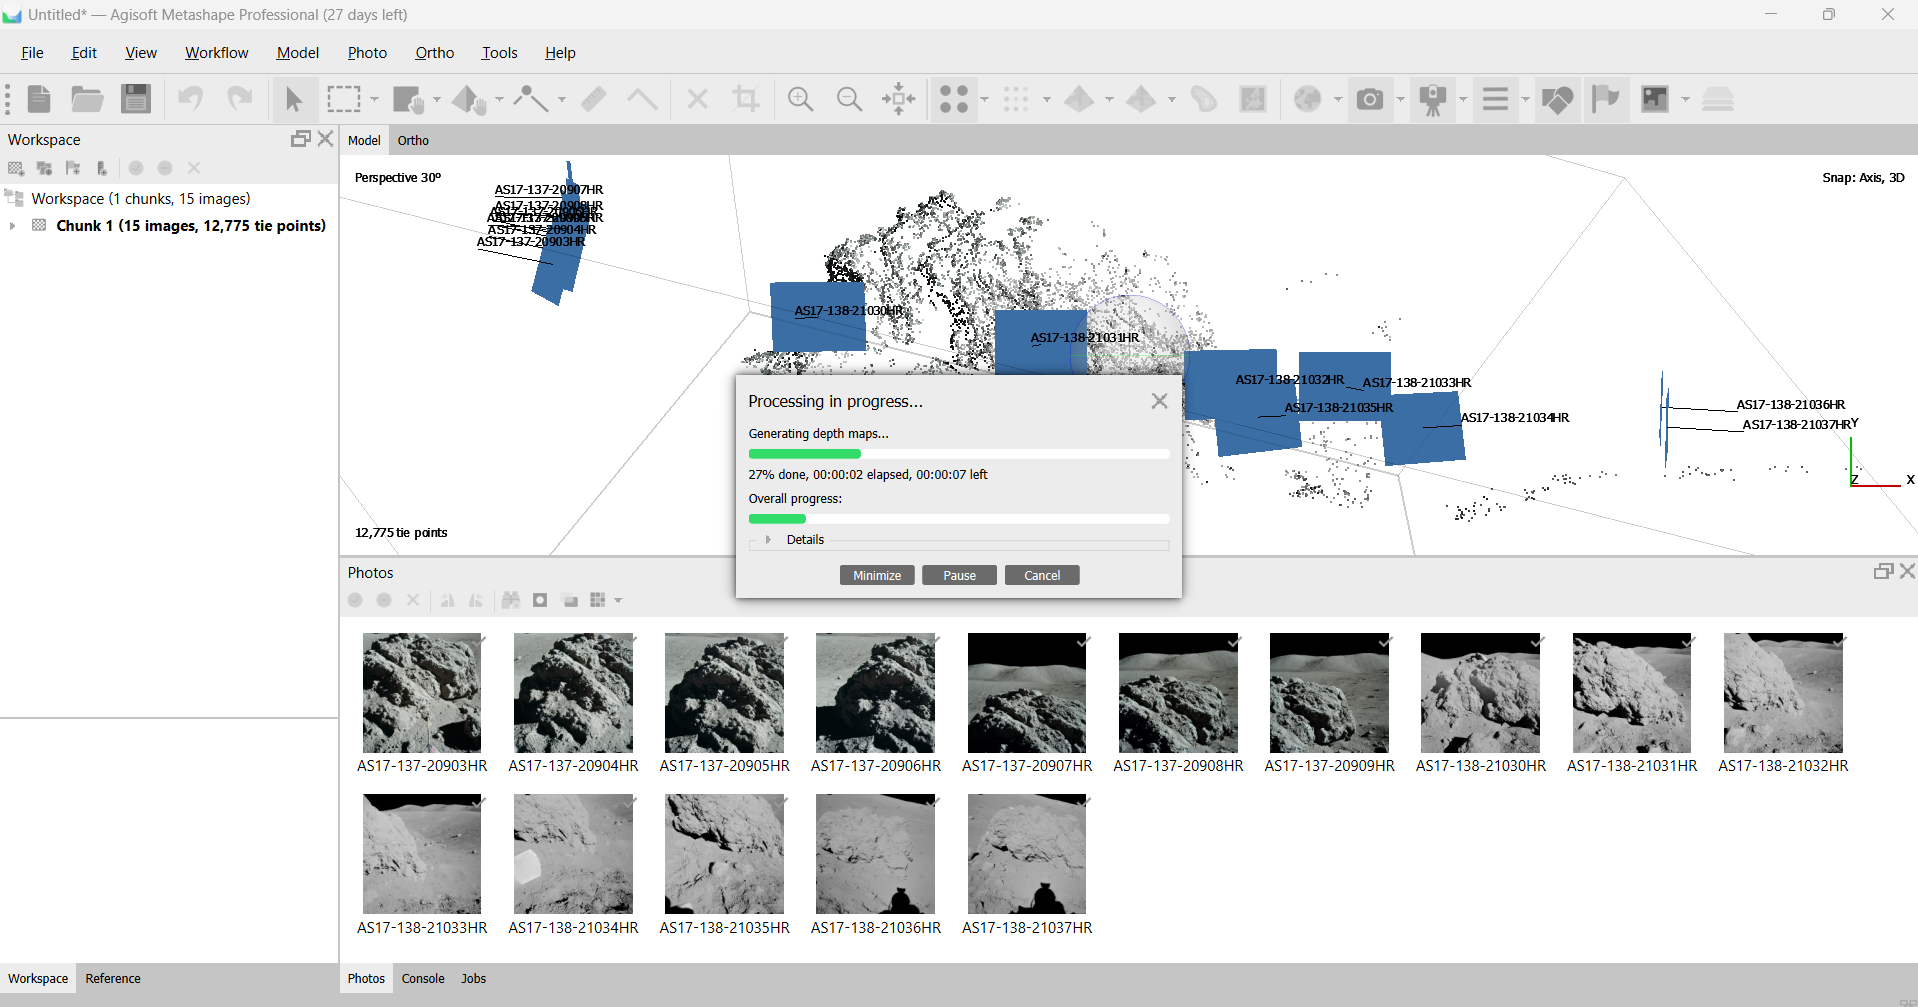 Untitled* — Agisoft Metashape Professional (27 days left)
File Edit View Workflow Model Photo Ortho Tools Help
Workspace
Workspace (1 chunks, 15 images)
Chunk 1 (15 images, 12,775 tie points)
Model Ortho
Perspective 30°
Snap: Axis, 3D
AS17-137-20907HR
AS17-137-20908HR
AS17-137-20904HR
AS17-137-20903HR
AS17-138-21030HR
AS17-138-21031HR
AS17-138-21032HR
AS17-138-21033HR
AS17-138-21035HR
AS17-138-21034HR
AS17-138-21036HR
AS17-138-21037HR
Y
X
Z
12,775 tie points
Processing in progress...
Generating depth maps...
27% done, 00:00:02 elapsed, 00:00:07 left
Overall progress:
Details
Minimize Pause Cancel
Photos
AS17-137-20903HR AS17-137-20904HR AS17-137-20905HR AS17-137-20906HR AS17-137-20907HR AS17-137-20908HR AS17-137-20909HR AS17-138-21030HR AS17-138-21031HR AS17-138-21032HR
AS17-138-21033HR AS17-138-21034HR AS17-138-21035HR AS17-138-21036HR AS17-138-21037HR
Workspace Reference
Photos Console Jobs